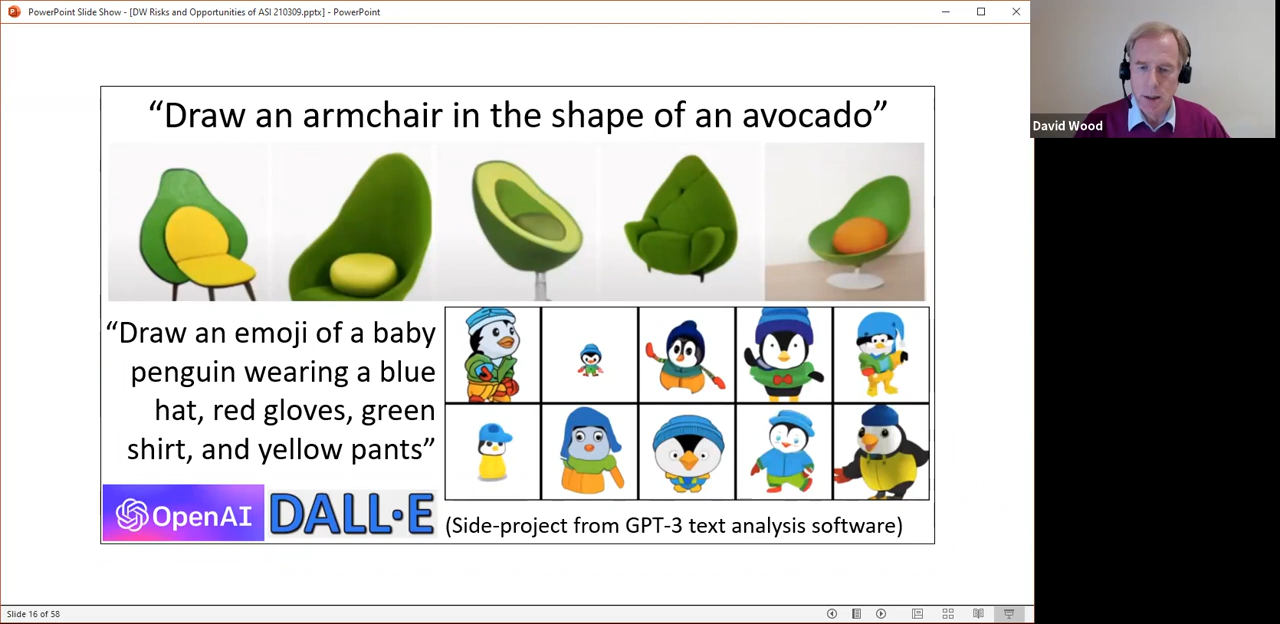 PowerPoint Slide Show - [DW Risks and Opportunities of ASI 210309.pptx] - PowerPoint
David Wood
“Draw an armchair in the shape of an avocado”
“Draw an emoji of a baby
penguin wearing a blue
hat, red gloves, green
shirt, and yellow pants”
OpenAI
DALL·E
(Side-project from GPT-3 text analysis software)
Slide 16 of 58